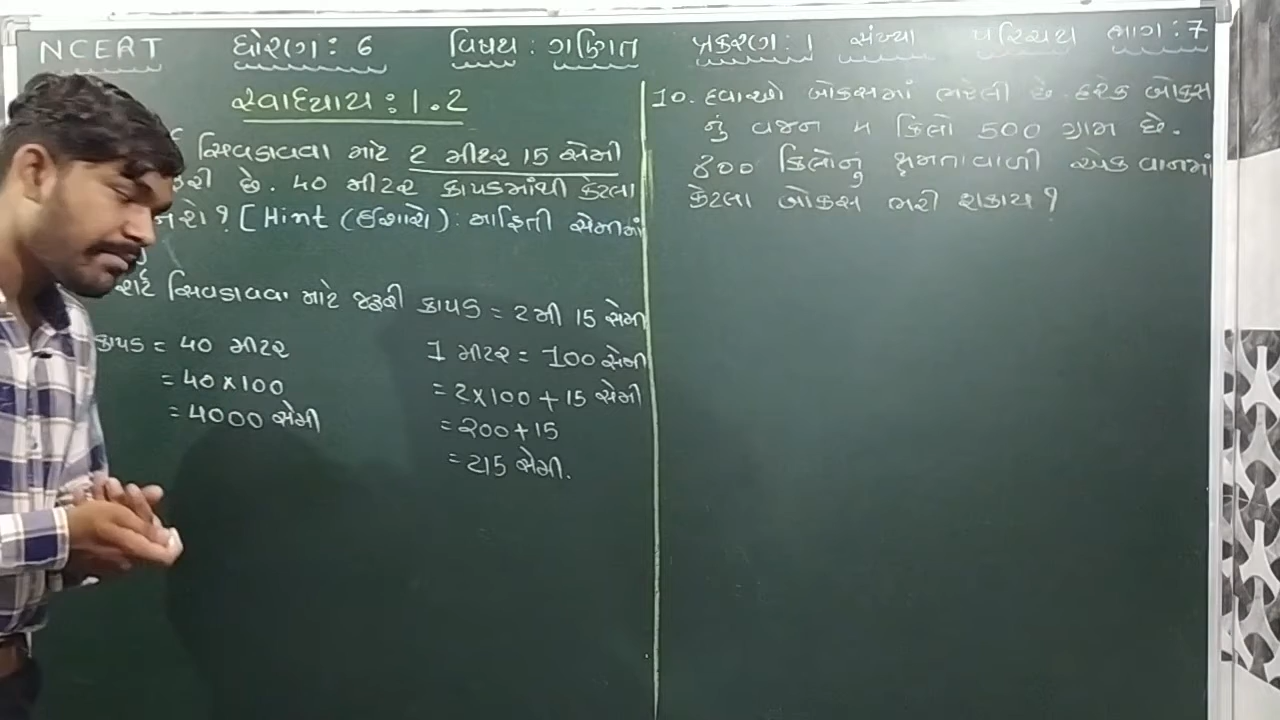 NCERT ધોરણ : 6 વિષય : ગણિત પ્રકરણ : 1 સંખ્યા પરિચય ભાગ : 7
સ્વાધ્યાય : 1.2
સિવડાવવા માટે 2 મીટર 15 સેમી
છે. 40 મીટર કાપડમાંથી કેટલા
[Hint (ઈશારો) : માહિતી સેમીમાં
શર્ટ સિવડાવવા માટે જરૂરી કાપડ = 2 મી 15 સેમી
કાપડ = 40 મીટર
= 40 × 100
= 4000 સેમી
1 મીટર = 100 સેમી
= 2 × 100 + 15 સેમી
= 200 + 15
= 215 સેમી.
10. દવાઓ બોક્સમાં ભરેલી છે. દરેક બોક્સ
નું વજન 4 કિલો 500 ગ્રામ છે.
800 કિલોનું ક્ષમતાવાળી એક વાનમાં
કેટલા બોક્સ ભરી શકાય?